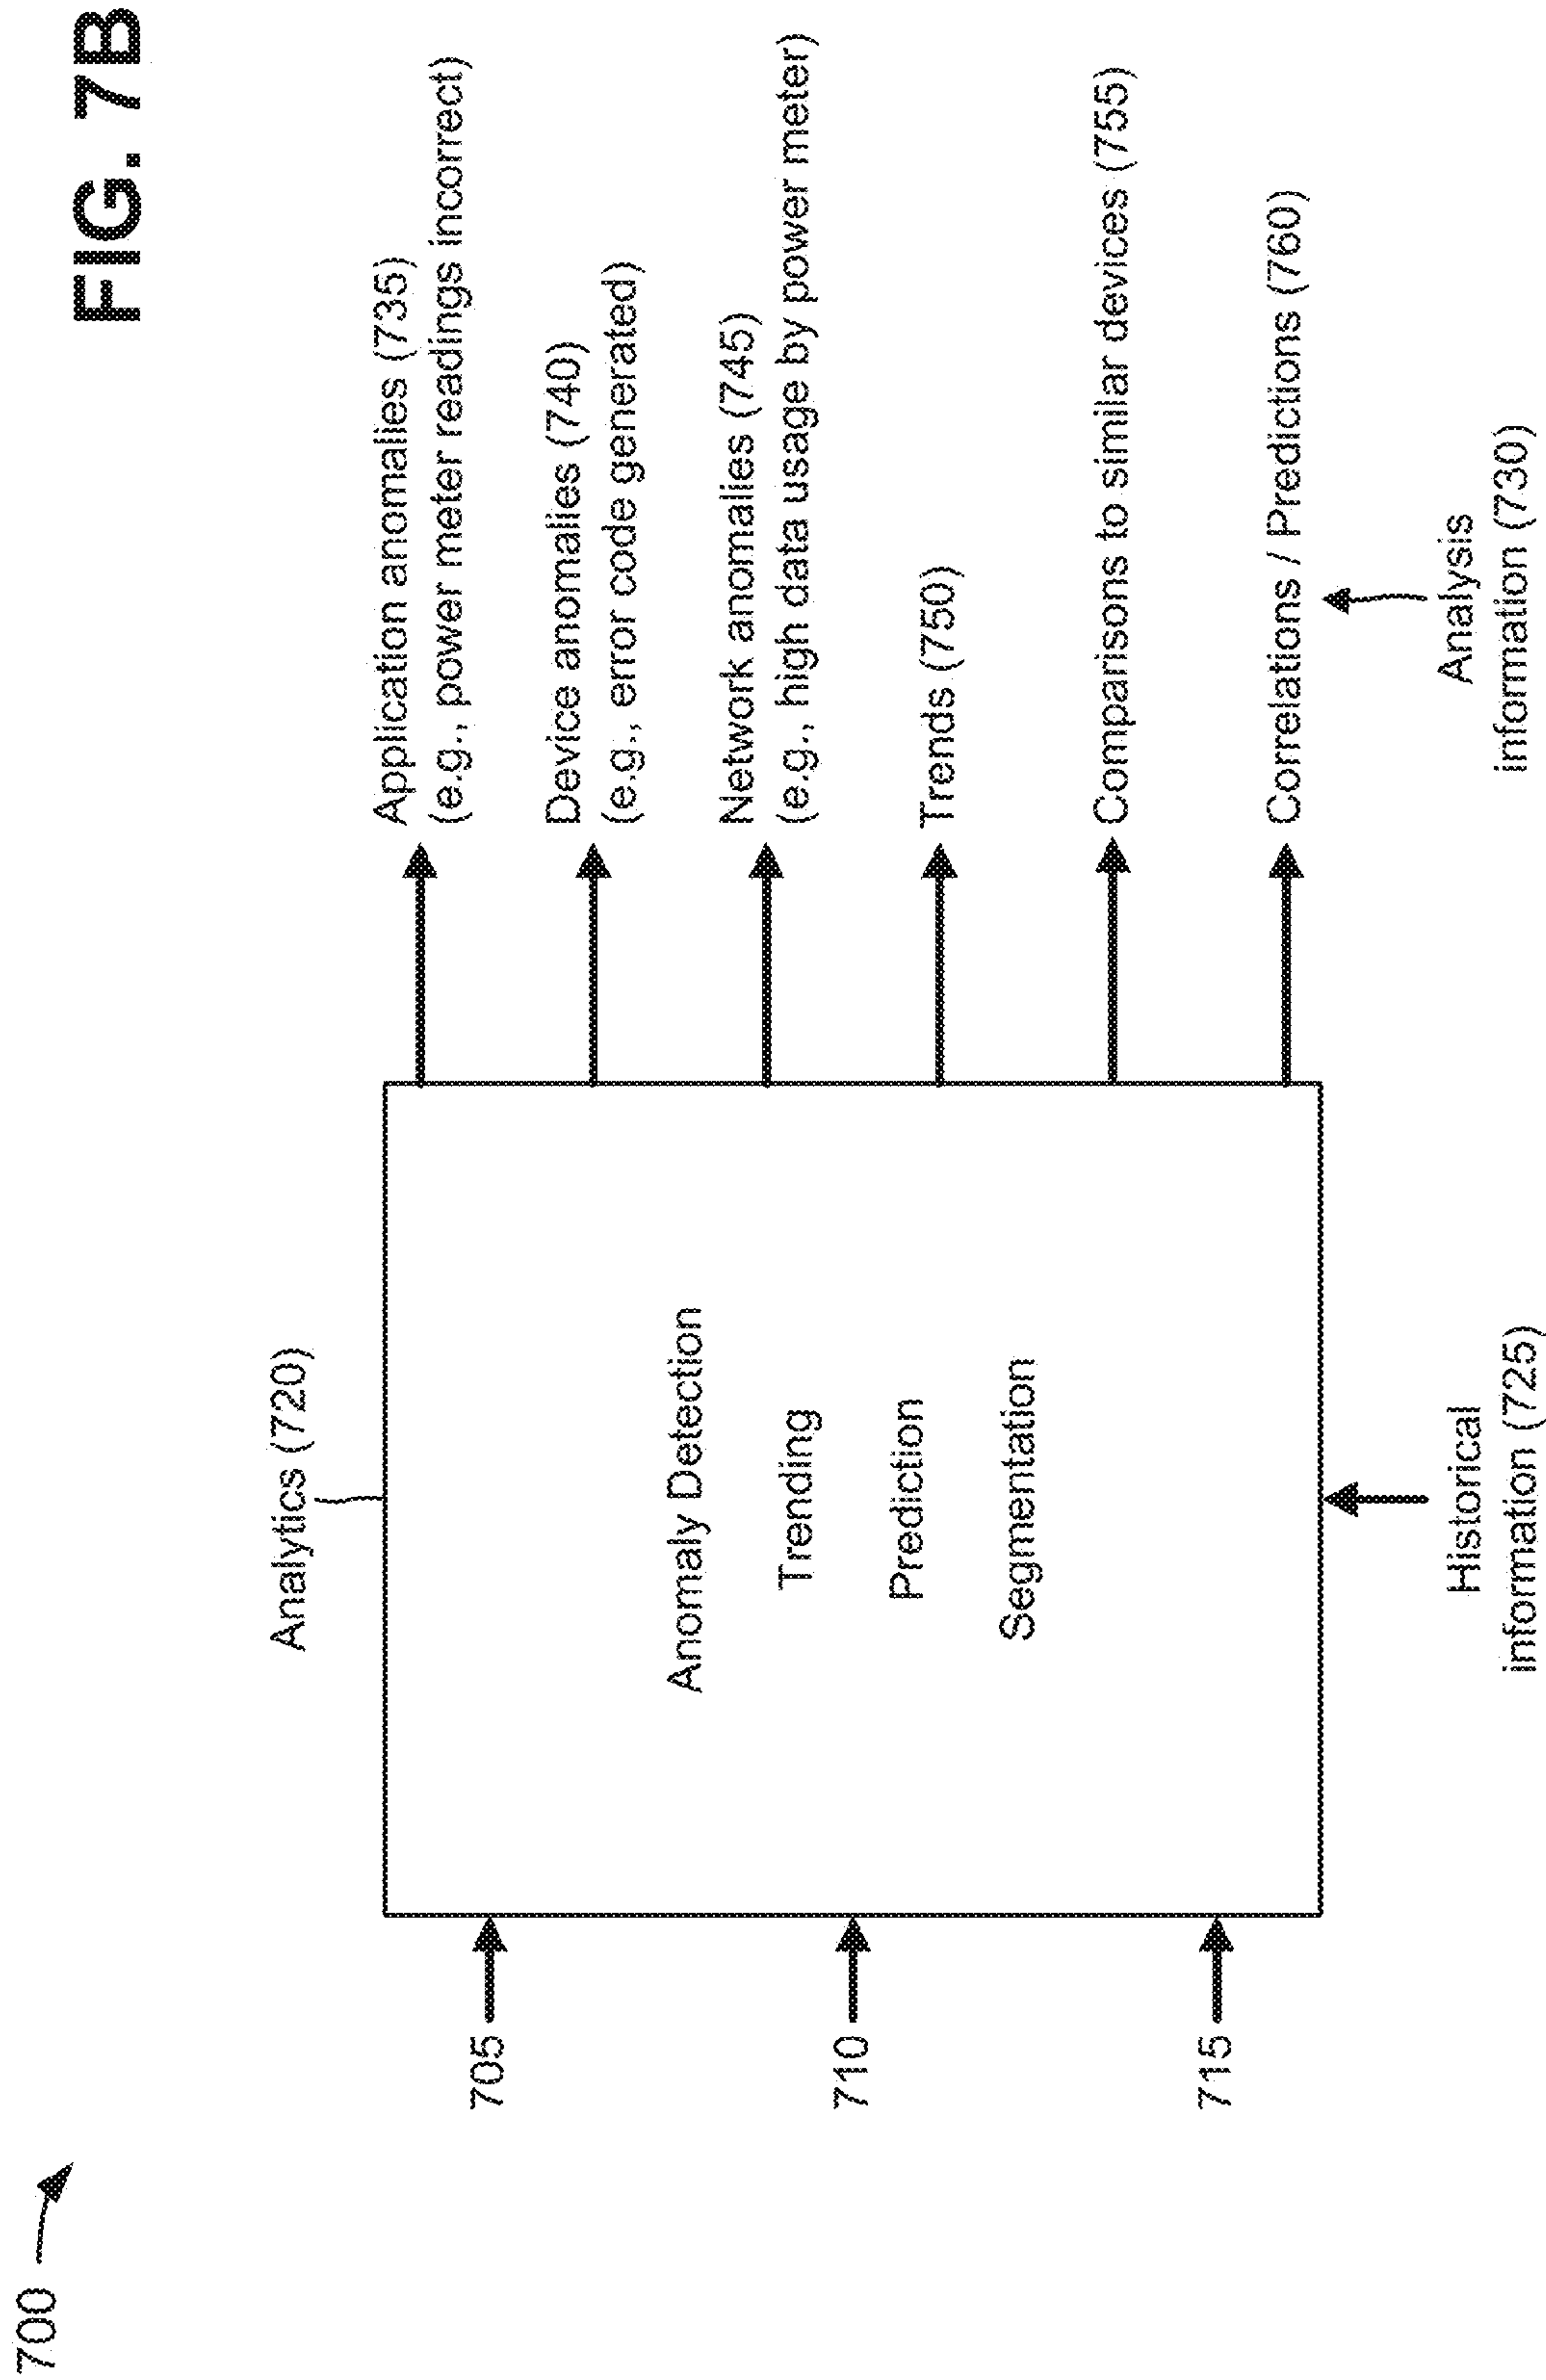 700
FIG. 7B
Analytics (720)
705
710
715
Anomaly Detection
Trending
Prediction
Segmentation
Application anomalies (735)
(e.g., power meter readings incorrect)
Device anomalies (740)
(e.g., error code generated)
Network anomalies (745)
(e.g., high data usage by power meter)
Trends (750)
Comparisons to similar devices (755)
Correlations / Predictions (760)
Historical
information (725)
Analysis
information (730)